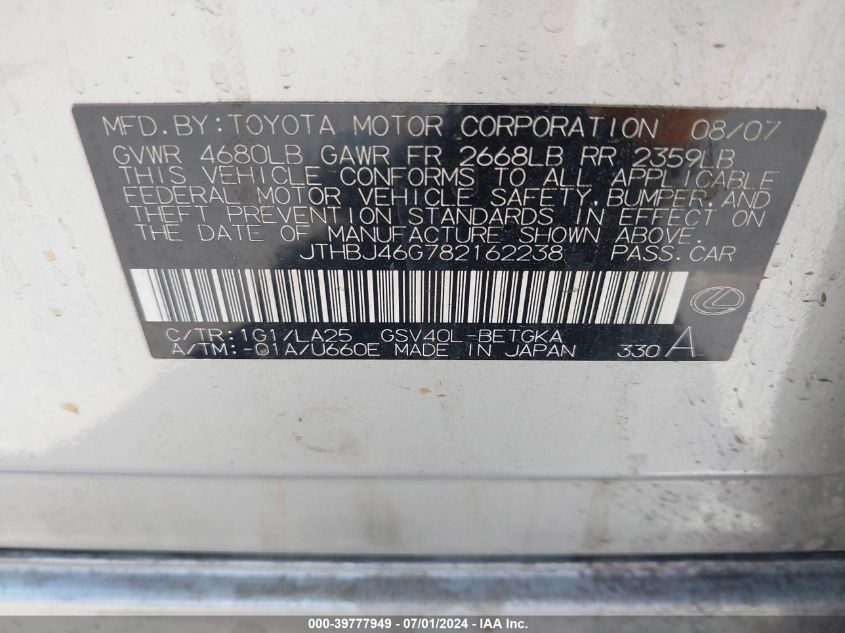 MFD. BY: TOYOTA MOTOR CORPORATION 08/07
GVWR 4680LB GAWR FR 2668LB RR 2359LB
THIS VEHICLE CONFORMS TO ALL APPLICABLE
FEDERAL MOTOR VEHICLE SAFETY, BUMPER, AND
THEFT PREVENTION STANDARDS IN EFFECT ON
THE DATE OF MANUFACTURE SHOWN ABOVE.
JTHBJ46G782162238 PASS. CAR
C/TR: 1G1/LA25 GSV40L-BETGKA
A/TM: -01A/U660E MADE IN JAPAN 330 A
000-39777949 - 07/01/2024 - IAA Inc.